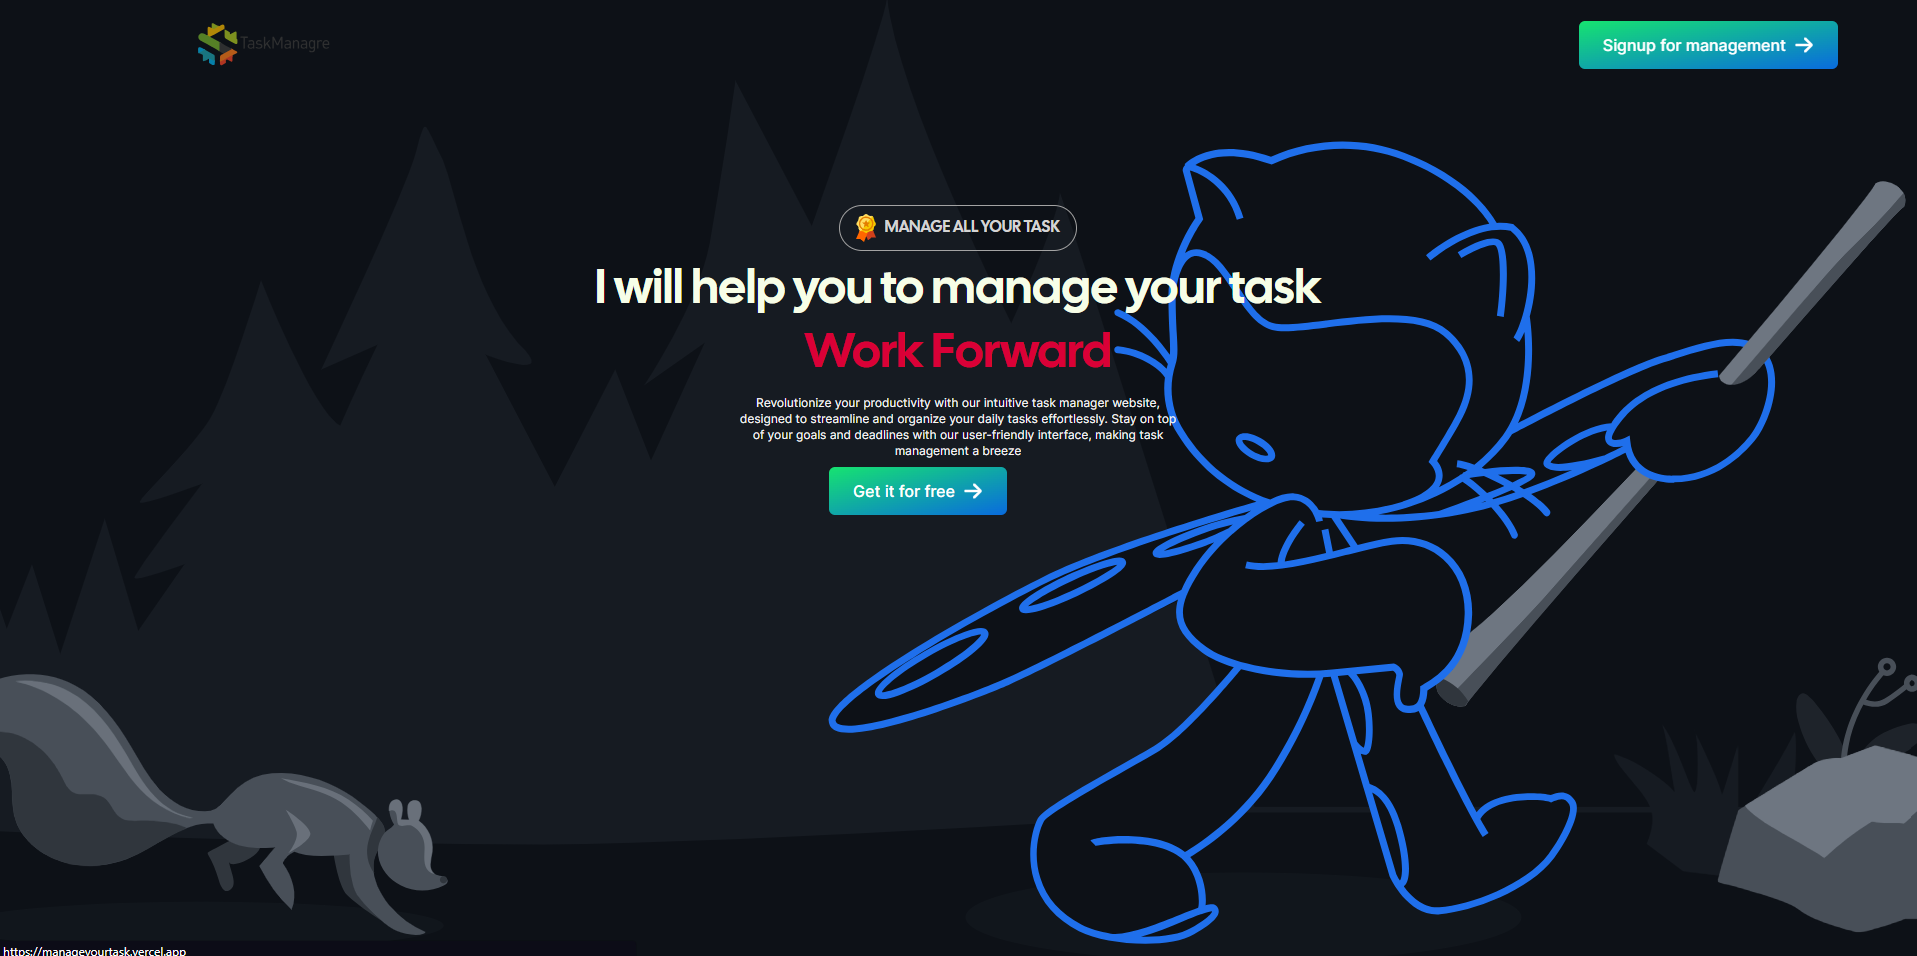 TaskManagre
Signup for management
MANAGE ALL YOUR TASK
I will help you to manage your task
Work Forward
Revolutionize your productivity with our intuitive task manager website,
designed to streamline and organize your daily tasks effortlessly. Stay on top
of your goals and deadlines with our user-friendly interface, making task
management a breeze
Get it for free
https://manageyourtask.vercel.app